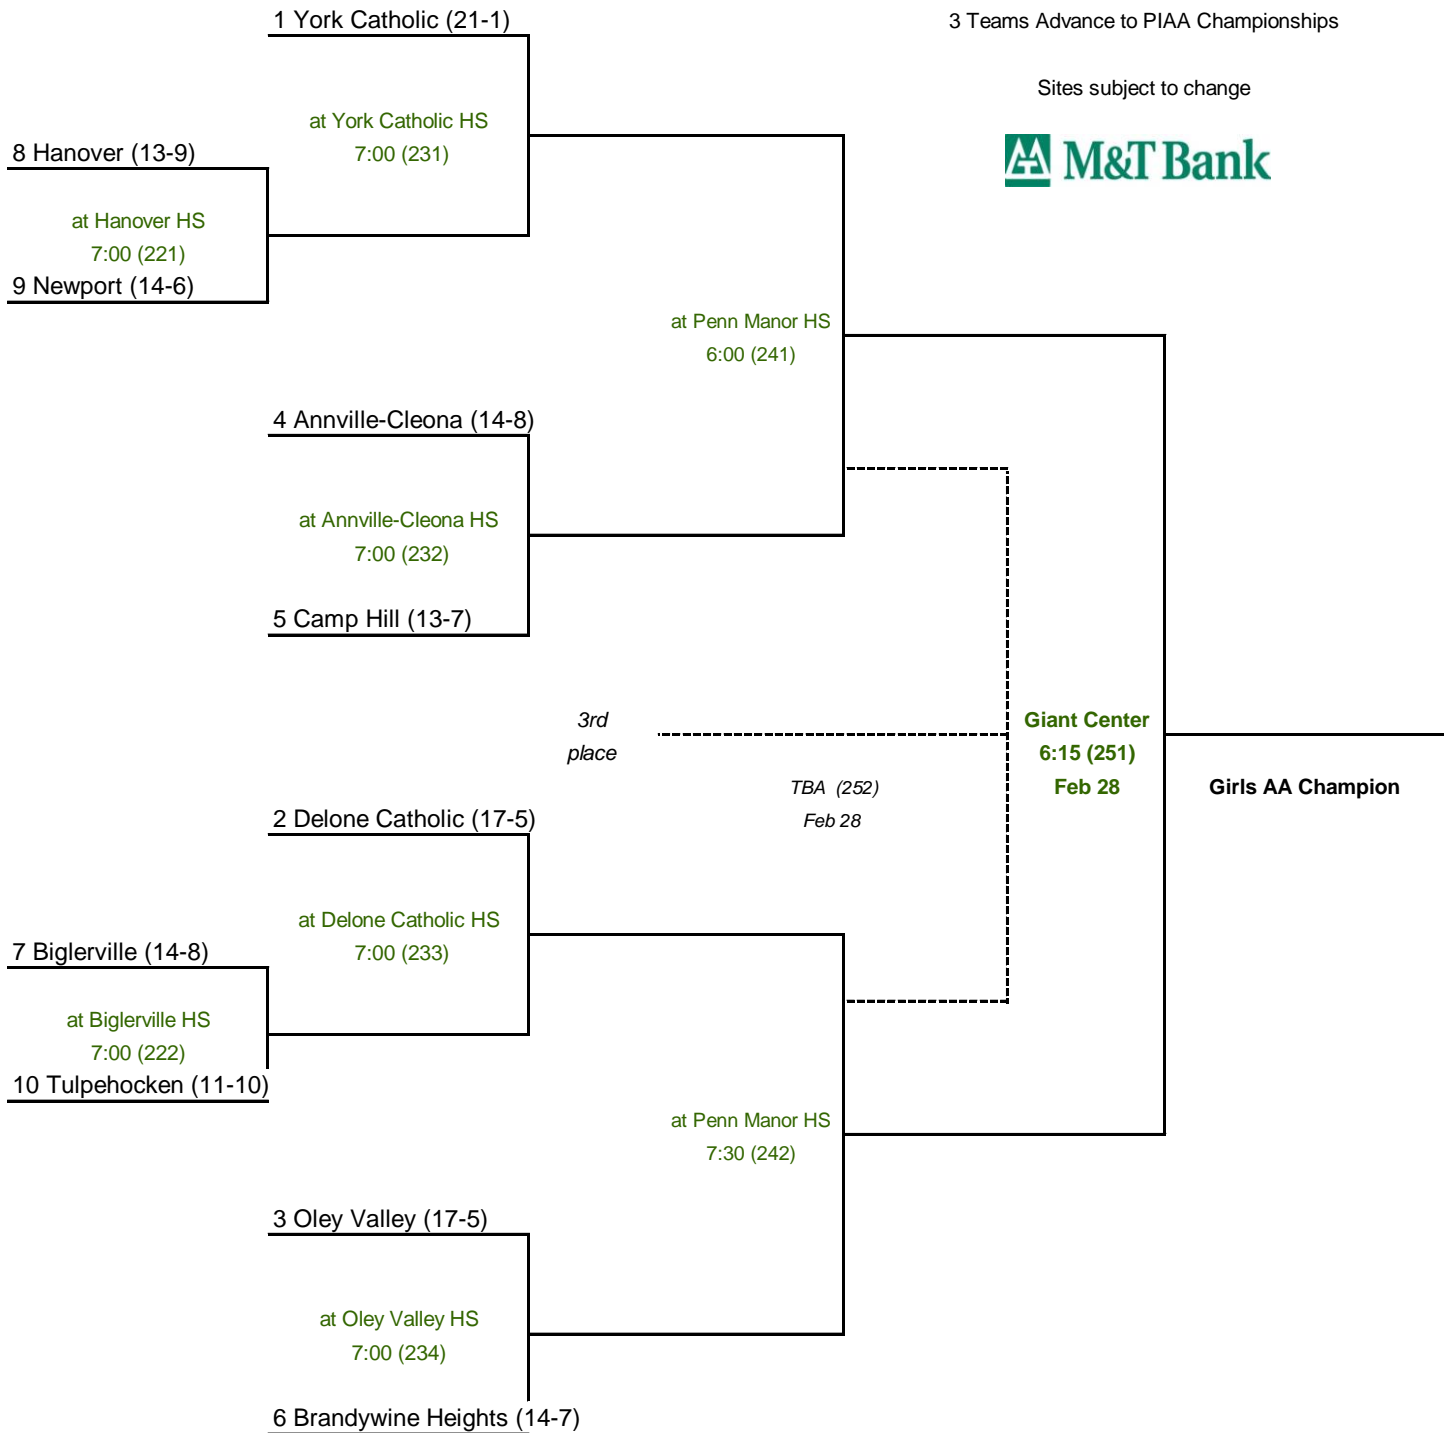 1 York Catholic (21-1)
3 Teams Advance to PIAA Championships
Sites subject to change
M&T Bank
at York Catholic HS
7:00 (231)
8 Hanover (13-9)
at Hanover HS
7:00 (221)
9 Newport (14-6)
at Penn Manor HS
6:00 (241)
4 Annville-Cleona (14-8)
at Annville-Cleona HS
7:00 (232)
5 Camp Hill (13-7)
3rd
place
Giant Center
6:15 (251)
Feb 28
TBA (252)
Feb 28
Girls AA Champion
2 Delone Catholic (17-5)
at Delone Catholic HS
7:00 (233)
7 Biglerville (14-8)
at Biglerville HS
7:00 (222)
10 Tulpehocken (11-10)
at Penn Manor HS
7:30 (242)
3 Oley Valley (17-5)
at Oley Valley HS
7:00 (234)
6 Brandywine Heights (14-7)